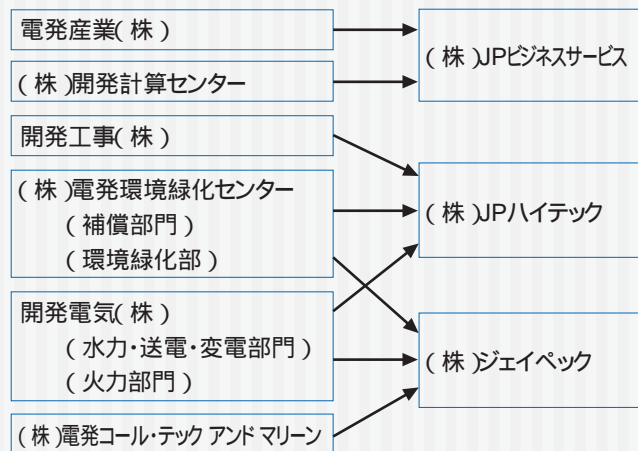 電発産業(株)
(株)開発計算センター
開発工事(株)
(株)電発環境緑化センター
(補償部門)
(環境緑化部)
開発電気(株)
(水力・送電・変電部門)
(火力部門)
(株)電発コール・テック アンド マリーン
(株)JPビジネスサービス
(株)JPハイテック
(株)ジェイペック